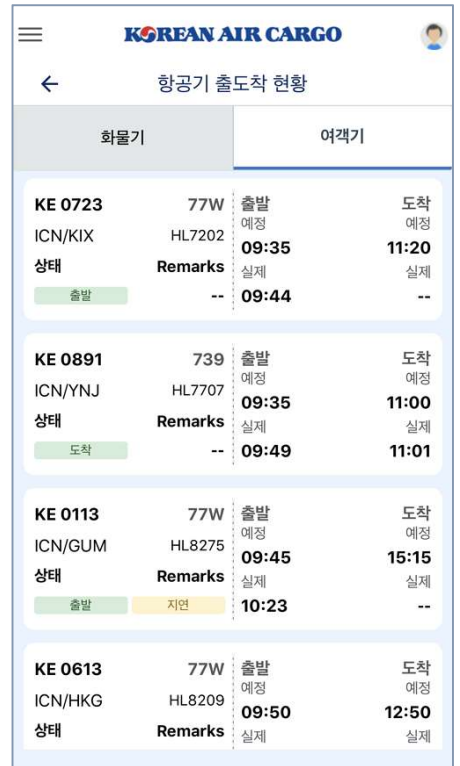 KOREAN AIR CARGO
항공기 출도착 현황
화물기 여객기
KE 0723 77W 출발 도착
예정 예정
ICN/KIX HL7202 09:35 11:20
상태 Remarks 실제 실제
출발 -- 09:44 --
KE 0891 739 출발 도착
예정 예정
ICN/YNJ HL7707 09:35 11:00
상태 Remarks 실제 실제
도착 -- 09:49 11:01
KE 0113 77W 출발 도착
예정 예정
ICN/GUM HL8275 09:45 15:15
상태 Remarks 실제 실제
출발 지연 10:23 --
KE 0613 77W 출발 도착
예정 예정
ICN/HKG HL8209 09:50 12:50
상태 Remarks 실제 실제